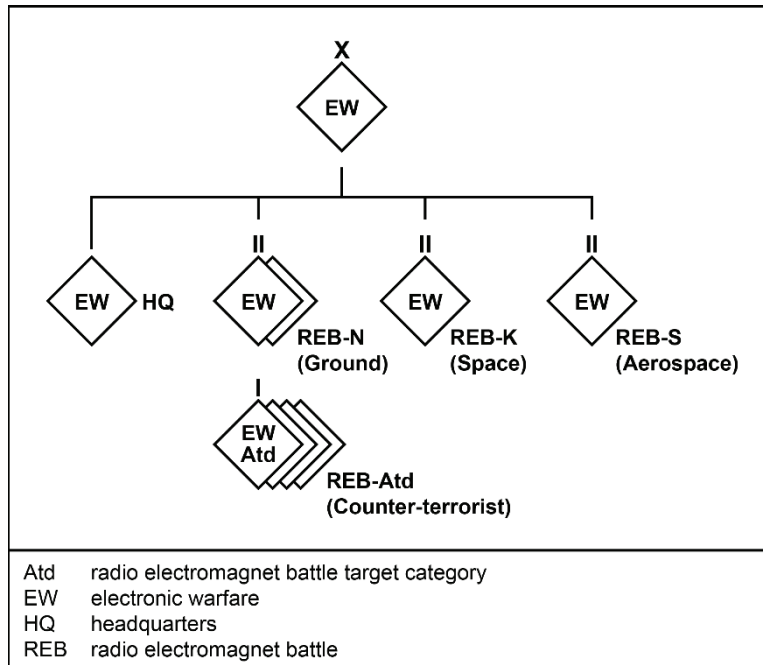 X
EW
II
II
II
EW
HQ
EW
EW
EW
REB-N
(Ground)
REB-K
(Space)
REB-S
(Aerospace)
I
EW
Atd
REB-Atd
(Counter-terrorist)
Atd radio electromagnet battle target category
EW electronic warfare
HQ headquarters
REB radio electromagnet battle